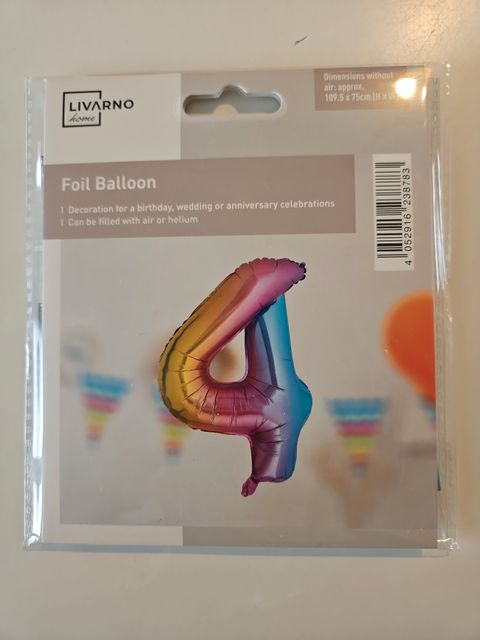 LIVARNO
home
Dimensions without
air: approx.
109.5 x 75cm (H x W)
Foil Balloon
| Decoration for a birthday, wedding or anniversary celebrations
| Can be filled with air or helium
4 052916 238783
4